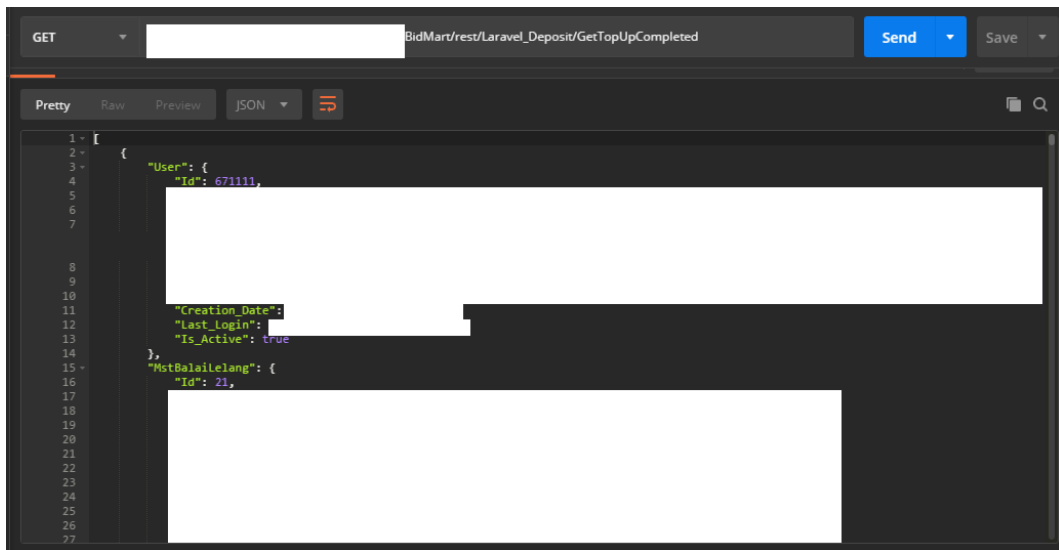 GET BidMart/rest/Laravel_Deposit/GetTopUpCompleted Send Save
Pretty Raw Preview JSON
1 [
2 {
3 "User": {
4 "Id": 671111,
5
6
7
8
9
10
11 "Creation_Date":
12 "Last_Login":
13 "Is_Active": true
14 },
15 "MstBalaiLelang": {
16 "Id": 21,
17
18
19
20
21
22
23
24
25
26
27